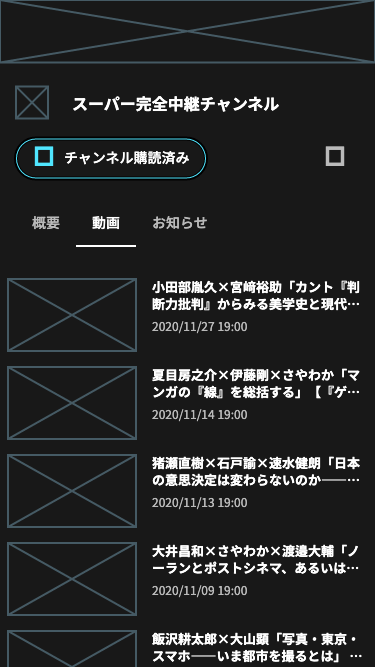 スーパー完全中継チャンネル
チャンネル購読済み
概要 動画 お知らせ
小田部胤久×宮﨑裕助「カント『判
断力批判』からみる美学史と現代…
2020/11/27 19:00
夏目房之介×伊藤剛×さやわか「マ
ンガの『線』を総括する」【『ゲ…
2020/11/14 19:00
猪瀬直樹×石戸諭×速水健朗「日本
の意思決定は変わらないのか——…
2020/11/13 19:00
大井昌和×さやわか×渡邉大輔「ノ
ーランとポストシネマ、あるいは…
2020/11/09 19:00
飯沢耕太郎×大山顕「写真・東京・
スマホ——いま都市を撮るとは」 …